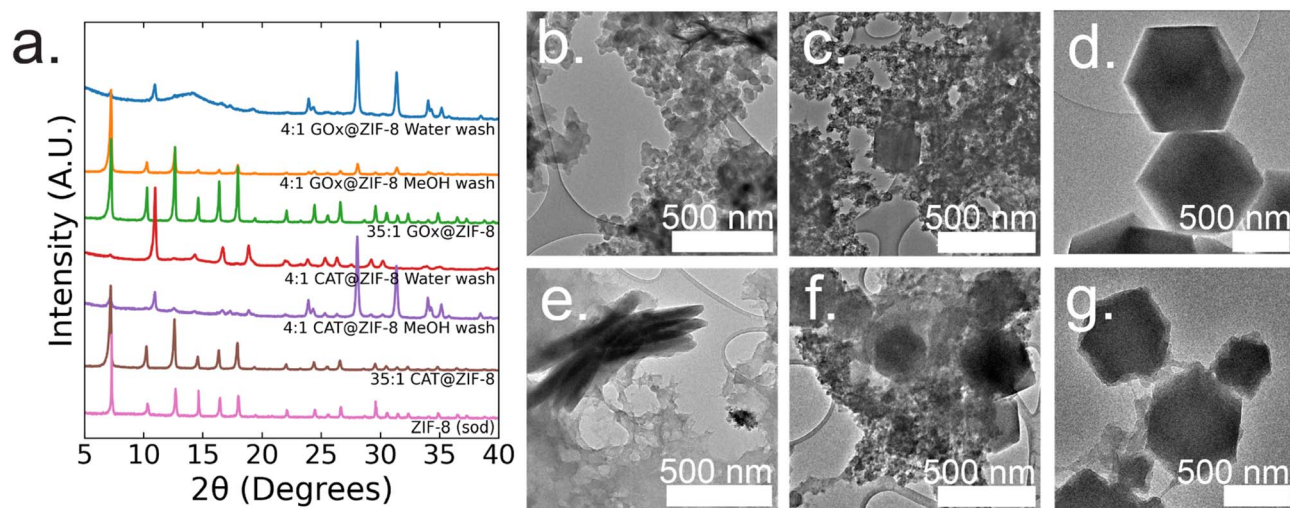 a.
Intensity (A.U.)
4:1 GOx@ZIF-8 Water wash
4:1 GOx@ZIF-8 MeOH wash
35:1 GOx@ZIF-8
4:1 CAT@ZIF-8 Water wash
4:1 CAT@ZIF-8 MeOH wash
35:1 CAT@ZIF-8
ZIF-8 (sod)
5 10 15 20 25 30 35 40
2θ (Degrees)
b.
500 nm
c.
500 nm
d.
500 nm
e.
500 nm
f.
500 nm
g.
500 nm